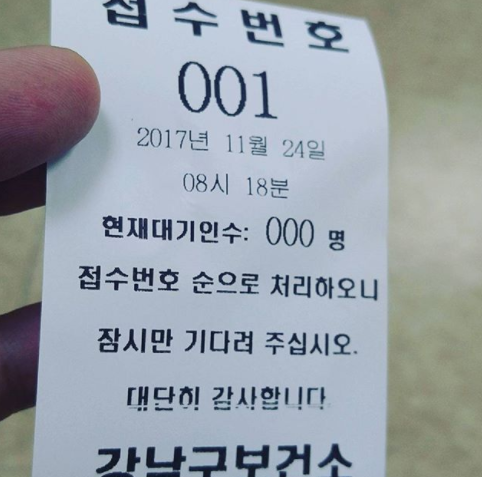 접수번호
001
2017년 11월 24일
08시 18분
현재대기인수: 000 명
접수번호 순으로 처리하오니
잠시만 기다려 주십시오.
대단히 감사합니다.
강남구보건소